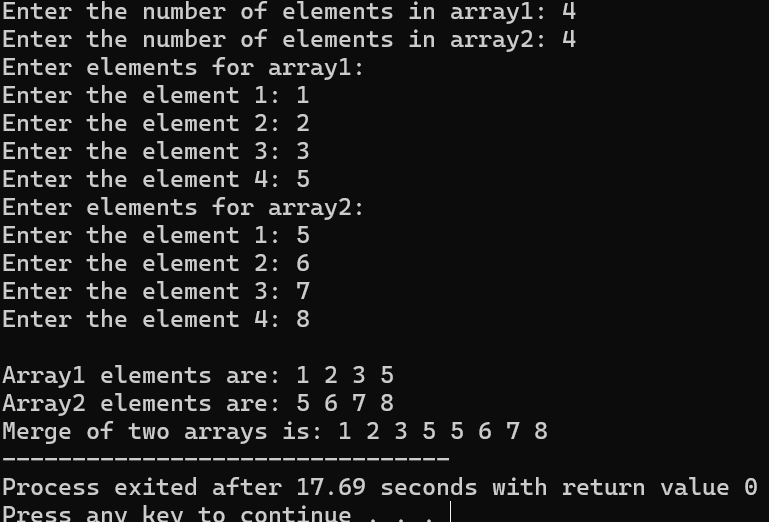 Enter the number of elements in array1: 4
Enter the number of elements in array2: 4
Enter elements for array1:
Enter the element 1: 1
Enter the element 2: 2
Enter the element 3: 3
Enter the element 4: 5
Enter elements for array2:
Enter the element 1: 5
Enter the element 2: 6
Enter the element 3: 7
Enter the element 4: 8
Array1 elements are: 1 2 3 5
Array2 elements are: 5 6 7 8
Merge of two arrays is: 1 2 3 5 5 6 7 8
--------------------------------
Process exited after 17.69 seconds with return value 0
Press any key to continue . . .